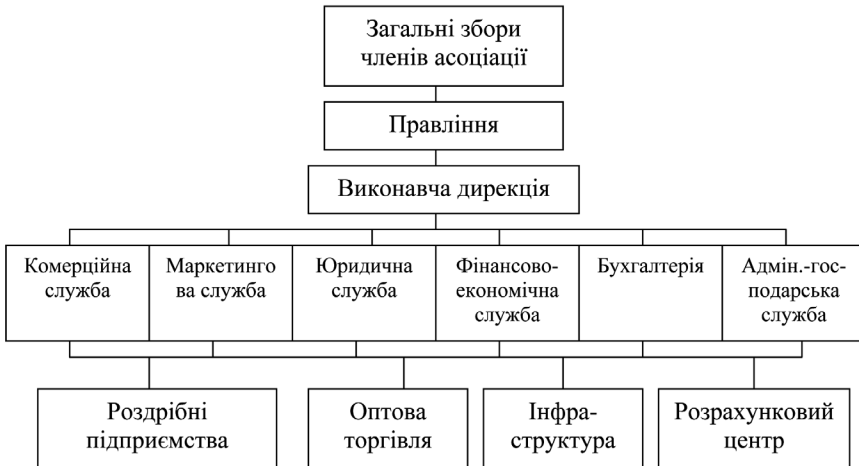 Загальні збори
членів асоціації
Правління
Виконавча дирекція
Комерційна
служба
Маркетинго
ва служба
Юридична
служба
Фінансово-
економічна
служба
Бухгалтерія
Адмін.-гос-
подарська
служба
Роздрібні
підприємства
Оптова
торгівля
Інфра-
структура
Розрахунковий
центр